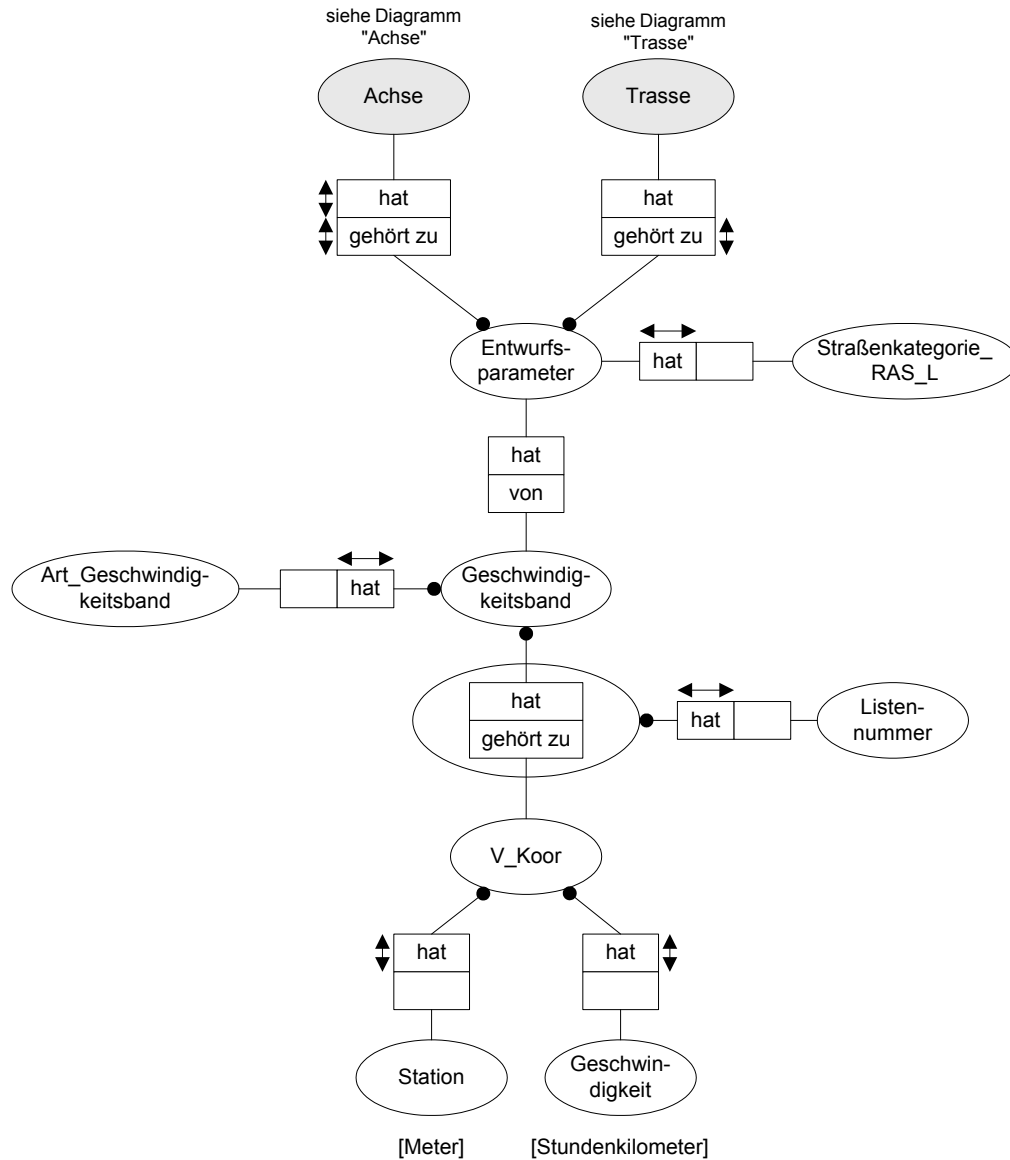 siehe Diagramm
"Achse"
siehe Diagramm
"Trasse"
Achse
Trasse
hat
gehört zu
hat
gehört zu
Entwurfs-
parameter
hat
Straßenkategorie_
RAS_L
hat
von
Art_Geschwindig-
keitsband
hat
Geschwindig-
keitsband
hat
gehört zu
hat
Listen-
nummer
V_Koor
hat
hat
Station
Geschwin-
digkeit
[Meter]
[Stundenkilometer]